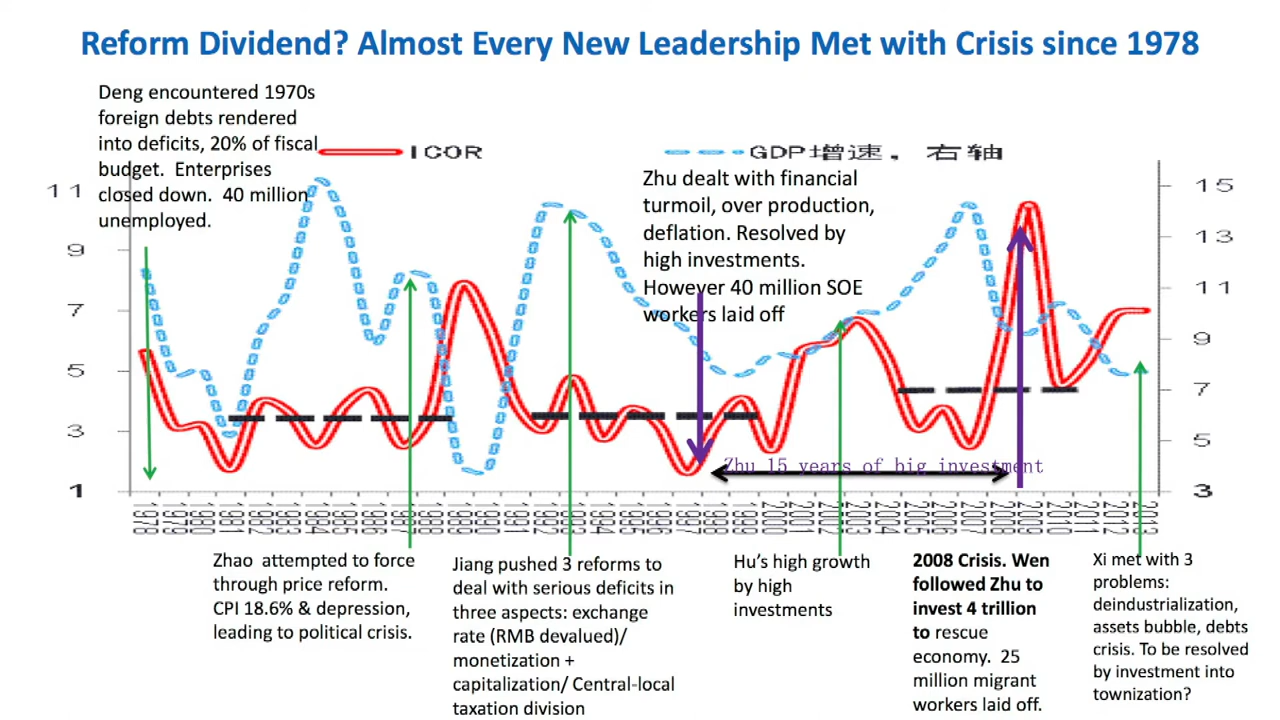 Reform Dividend? Almost Every New Leadership Met with Crisis since 1978
Deng encountered 1970s
foreign debts rendered
into deficits, 20% of fiscal
budget. Enterprises
closed down. 40 million
unemployed.
ICOR
GDP增速，右轴
Zhu dealt with financial
turmoil, over production,
deflation. Resolved by
high investments.
However 40 million SOE
workers laid off
11
9
7
5
3
1
15
13
11
9
7
5
3
Zhu 15 years of big investment
1978
1979
1980
1981
1982
1983
1984
1985
1986
1987
1988
1989
1990
1991
1992
1993
1994
1995
1996
1997
1998
1999
2000
2001
2002
2003
2004
2005
2006
2007
2008
2009
2010
2011
2012
2013
Zhao attempted to force
through price reform.
CPI 18.6% & depression,
leading to political crisis.
Jiang pushed 3 reforms to
deal with serious deficits in
three aspects: exchange
rate (RMB devalued)/
monetization +
capitalization/ Central-local
taxation division
Hu's high growth
by high
investments
2008 Crisis. Wen
followed Zhu to
invest 4 trillion
to rescue
economy. 25
million migrant
workers laid off.
Xi met with 3
problems:
deindustrialization,
assets bubble, debts
crisis. To be resolved
by investment into
townization?